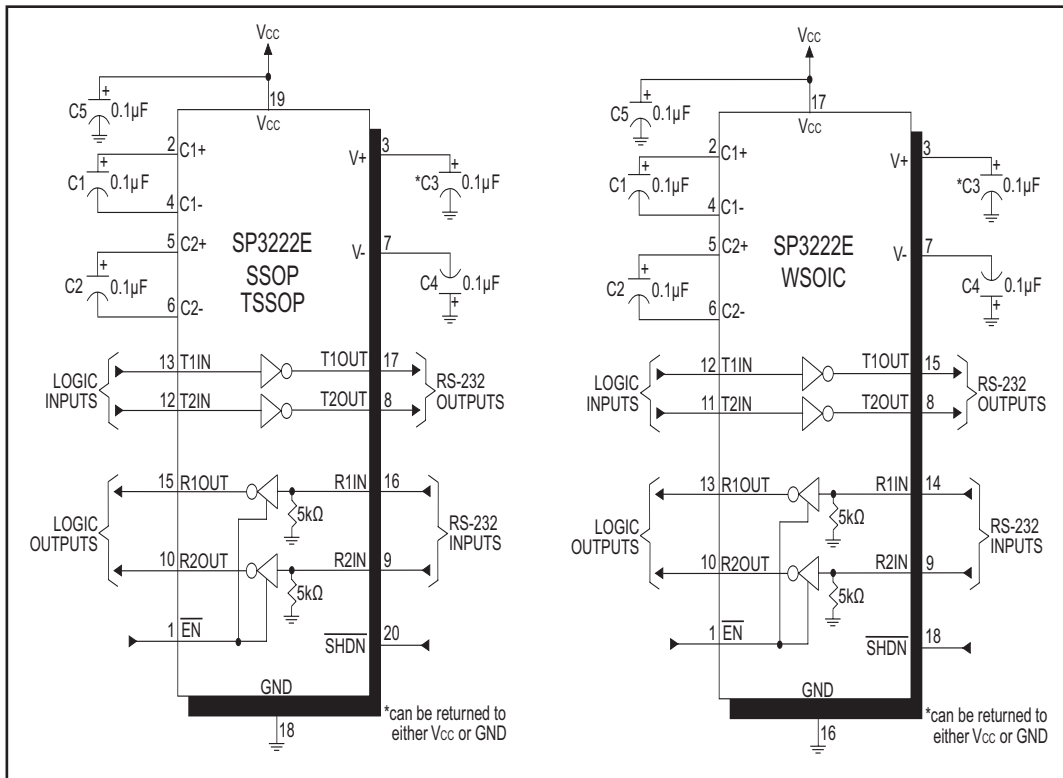 Vcc
C5
+
0.1µF
19
Vcc
2
C1+
C1
+
0.1µF
4
C1-
5
C2+
C2
+
0.1µF
6
C2-
SP3222E
SSOP
TSSOP
3
V+
*C3
+
0.1µF
7
V-
C4
+
0.1µF
LOGIC
INPUTS
13 T1IN
T1OUT 17
12 T2IN
T2OUT 8
RS-232
OUTPUTS
LOGIC
OUTPUTS
15 R1OUT
R1IN 16
5kΩ
10 R2OUT
R2IN 9
5kΩ
RS-232
INPUTS
1 EN
SHDN 20
GND
18
*can be returned to
either Vcc or GND
Vcc
C5
+
0.1µF
17
Vcc
2
C1+
C1
+
0.1µF
4
C1-
5
C2+
C2
+
0.1µF
6
C2-
SP3222E
WSOIC
3
V+
*C3
+
0.1µF
7
V-
C4
+
0.1µF
LOGIC
INPUTS
12 T1IN
T1OUT 15
11 T2IN
T2OUT 8
RS-232
OUTPUTS
LOGIC
OUTPUTS
13 R1OUT
R1IN 14
5kΩ
10 R2OUT
R2IN 9
5kΩ
RS-232
INPUTS
1 EN
SHDN 18
GND
16
*can be returned to
either Vcc or GND